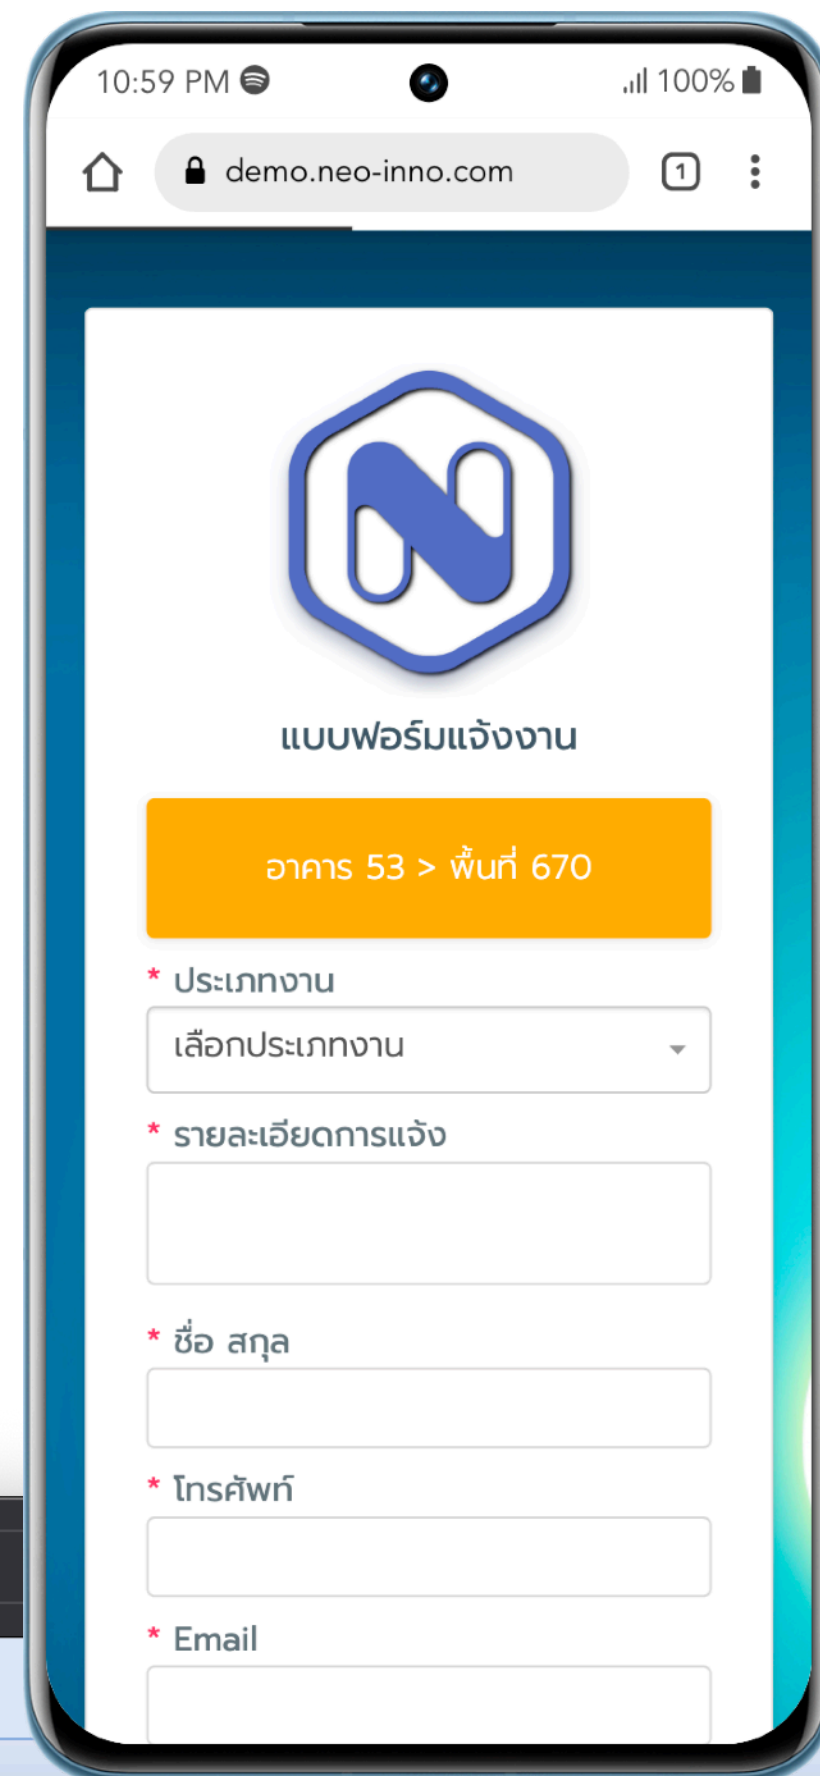 10:59 PM 100%
demo.neo-inno.com 1
N
แบบฟอร์มแจ้งงาน
อาคาร 53 > พื้นที่ 670
* ประเภทงาน
เลือกประเภทงาน
* รายละเอียดการแจ้ง
* ชื่อ สกุล
* โทรศัพท์
* Email